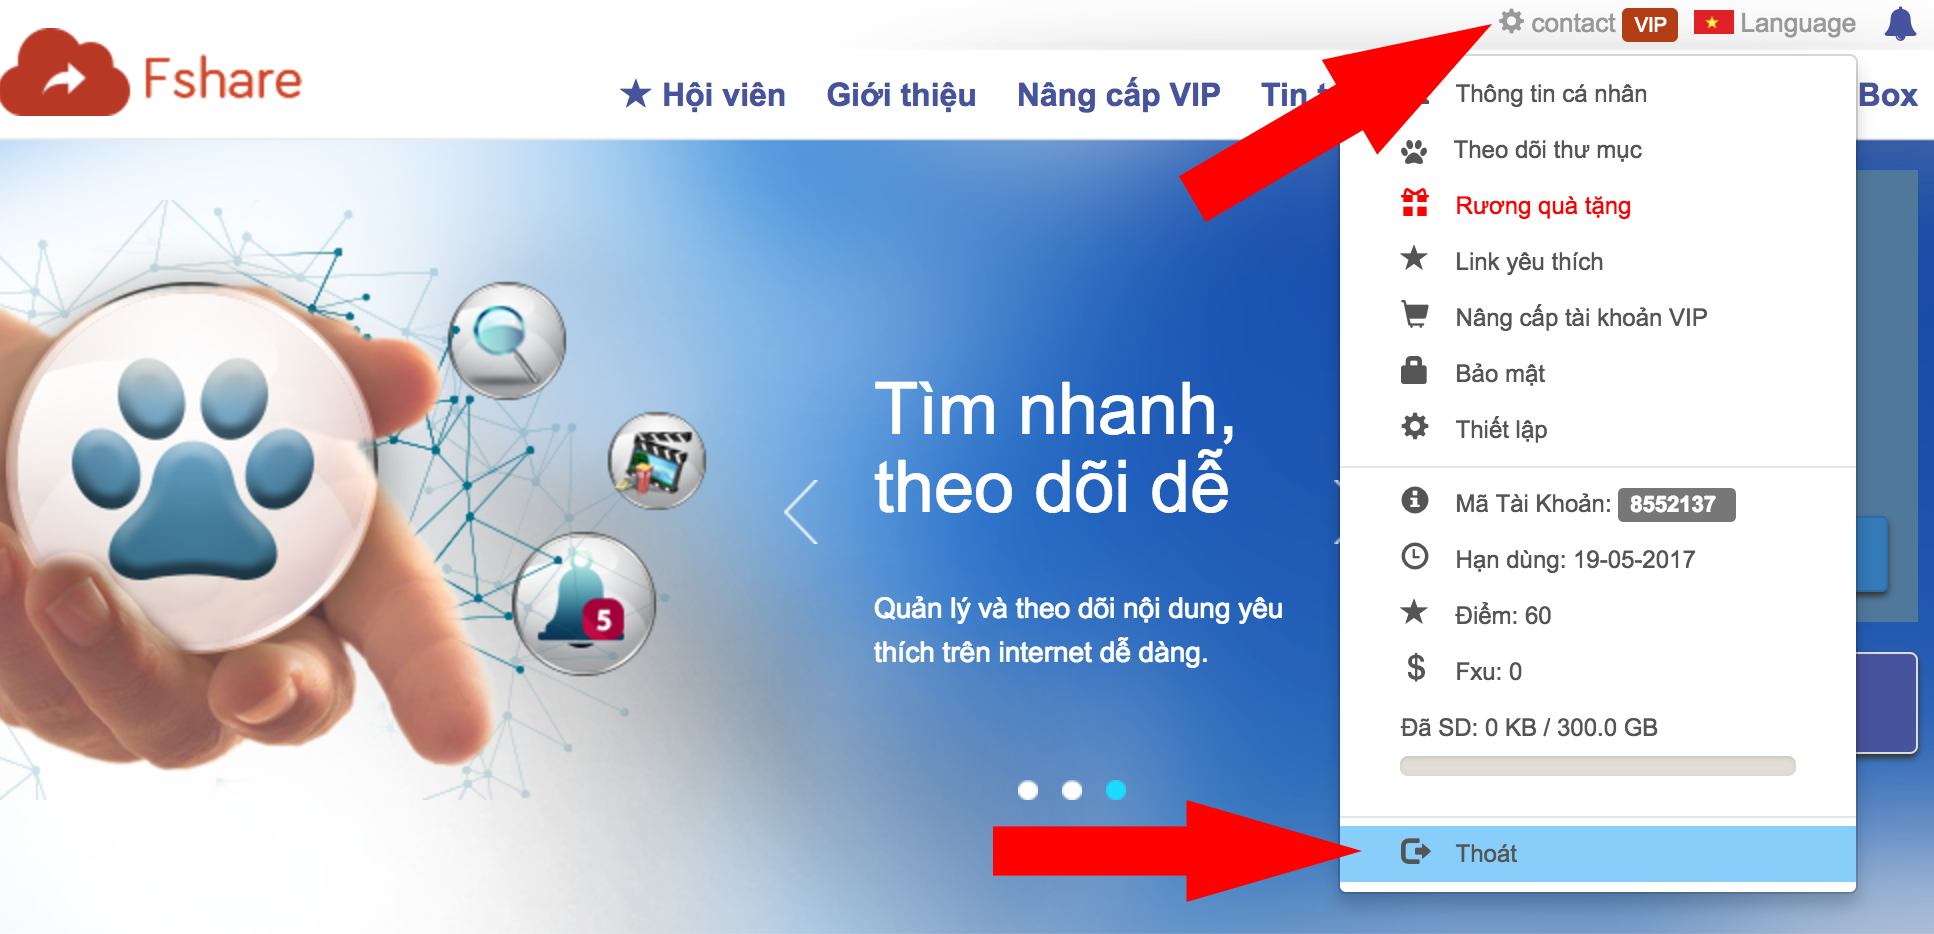 contact VIP Language
Fshare
Hội viên Giới thiệu Nâng cấp VIP Tin Box
Thông tin cá nhân
Theo dõi thư mục
Rương quà tặng
Link yêu thích
Nâng cấp tài khoản VIP
Bảo mật
Thiết lập
Mã Tài Khoản: 8552137
Hạn dùng: 19-05-2017
Điểm: 60
Fxu: 0
Đã SD: 0 KB / 300.0 GB
Thoát
Tìm nhanh,
theo dõi dễ
Quản lý và theo dõi nội dung yêu
thích trên internet dễ dàng.
5